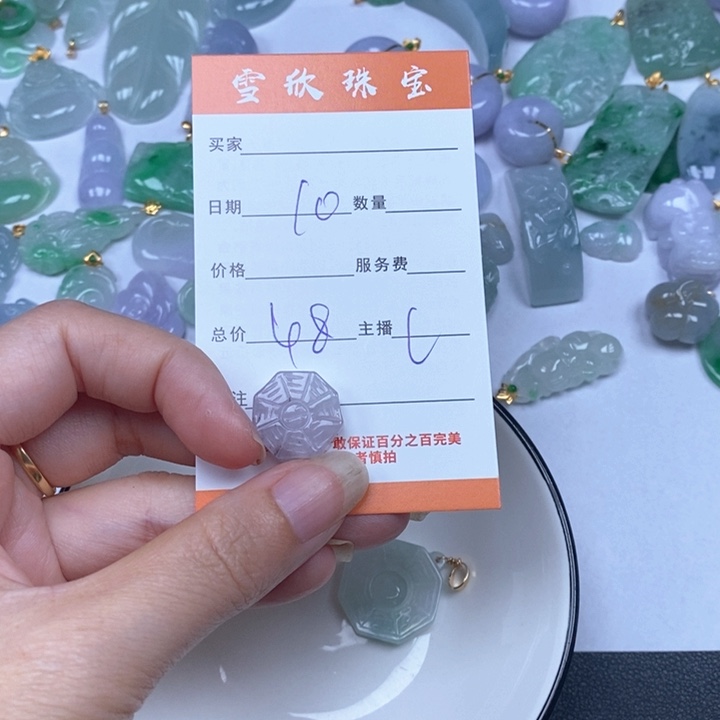 雪欣珠宝
买家
日期 10 数量
价格 服务费
总价 48 主播
注
敢保证百分之百完美
者慎拍